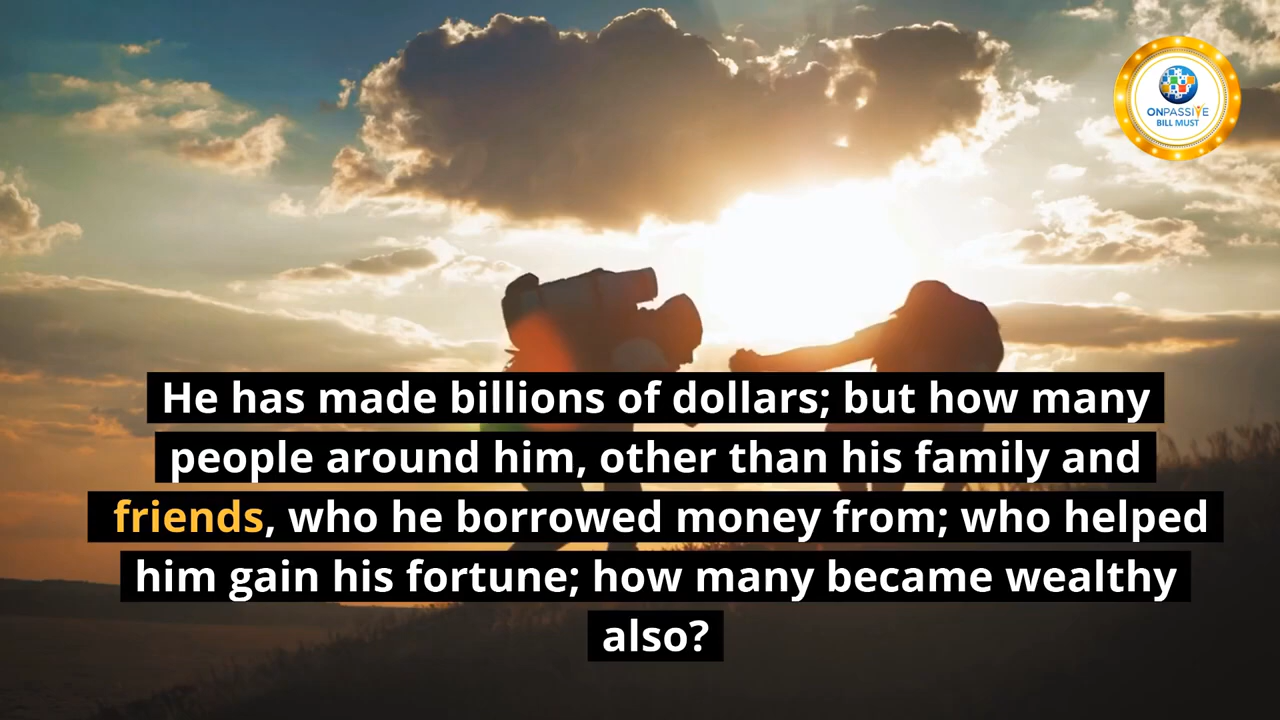 ONPASSIVE
BILL MUST
He has made billions of dollars; but how many
people around him, other than his family and
friends, who he borrowed money from; who helped
him gain his fortune; how many became wealthy
also?